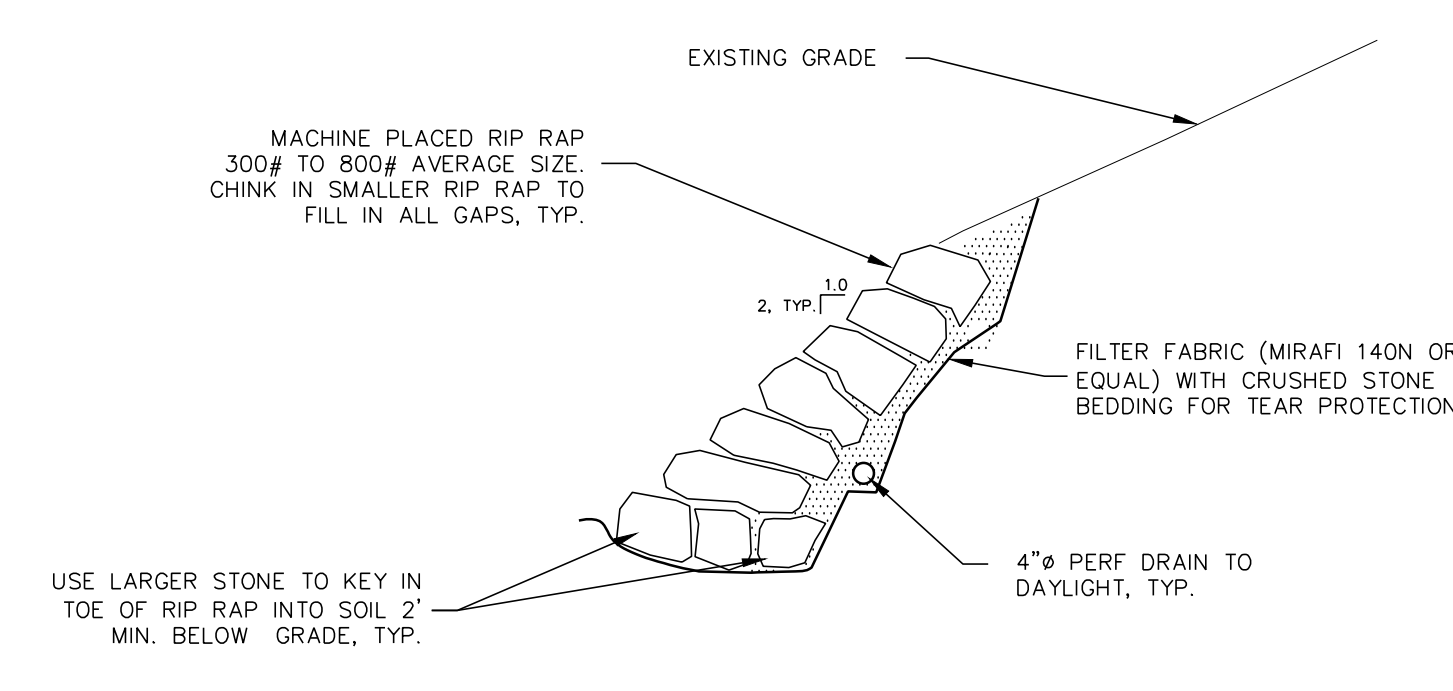 EXISTING GRADE
MACHINE PLACED RIP RAP
300# TO 800# AVERAGE SIZE.
CHINK IN SMALLER RIP RAP TO
FILL IN ALL GAPS, TYP.
1.0
2, TYP.
FILTER FABRIC (MIRAFI 140N OR
EQUAL) WITH CRUSHED STONE
BEDDING FOR TEAR PROTECTION
4"ø PERF DRAIN TO
DAYLIGHT, TYP.
USE LARGER STONE TO KEY IN
TOE OF RIP RAP INTO SOIL 2'
MIN. BELOW GRADE, TYP.